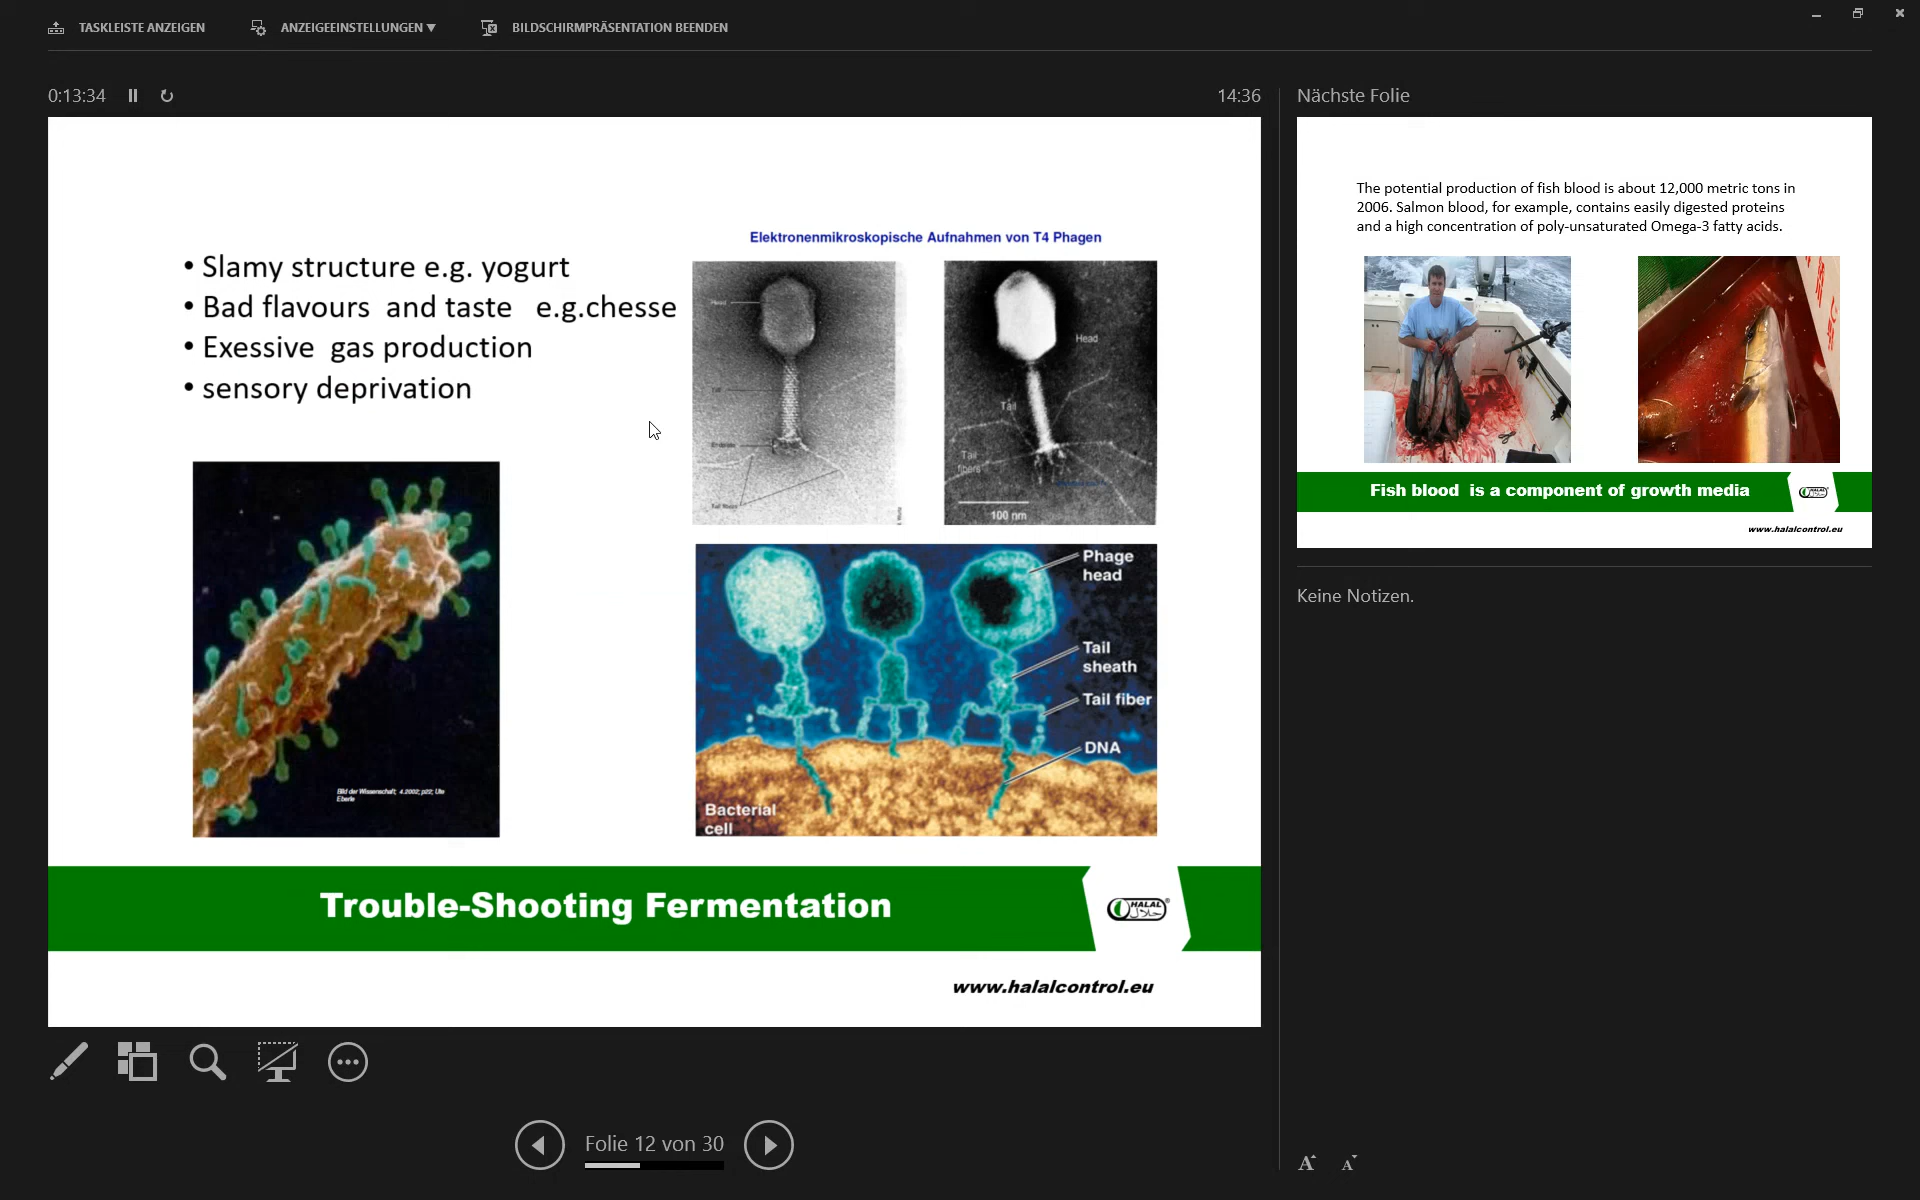 TASKLEISTE ANZEIGEN
ANZEIGEEINSTELLUNGEN ▼
BILDSCHIRMPRÄSENTATION BEENDEN
0:13:34
14:36
Nächste Folie
Elektronenmikroskopische Aufnahmen von T4 Phagen
• Slamy structure e.g. yogurt
• Bad flavours and taste e.g.chesse
• Exessive gas production
• sensory deprivation
Head
Tail
Head
Tail
Tail
fibers
100 nm
Phage
head
Tail
sheath
Tail fiber
DNA
Bacterial
cell
Bild der Wissenschaft; 4.2002; p22; Ute
Eberle
Trouble-Shooting Fermentation
HALAL
حلال
www.halalcontrol.eu
The potential production of fish blood is about 12,000 metric tons in
2006. Salmon blood, for example, contains easily digested proteins
and a high concentration of poly-unsaturated Omega-3 fatty acids.
Fish blood is a component of growth media
HALAL
www.halalcontrol.eu
Keine Notizen.
Folie 12 von 30
A
A